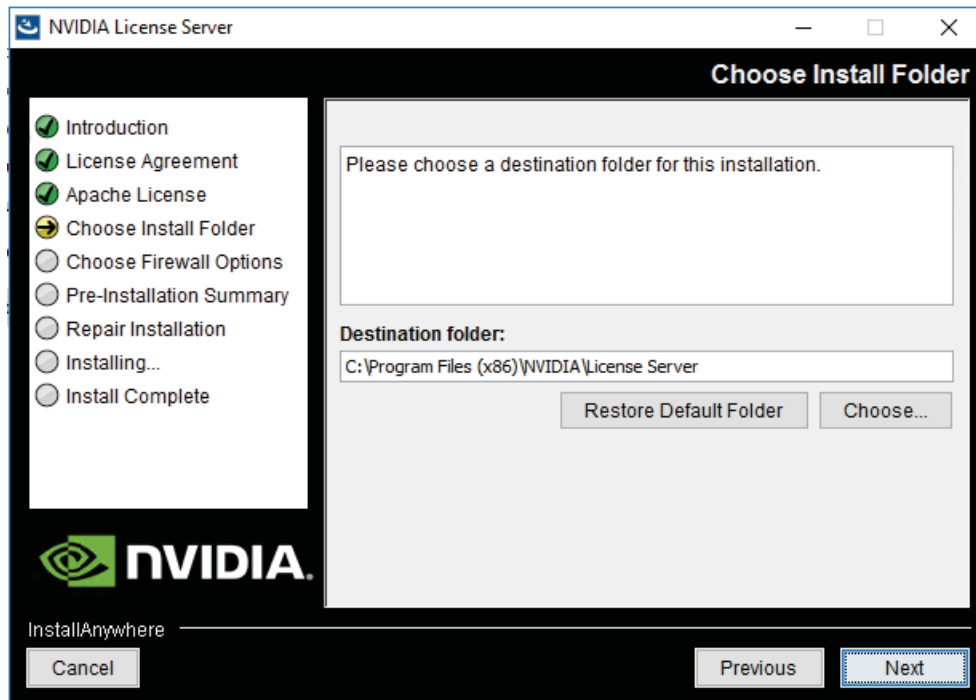 NVIDIA License Server
Choose Install Folder
Introduction
License Agreement
Apache License
Choose Install Folder
Choose Firewall Options
Pre-Installation Summary
Repair Installation
Installing...
Install Complete
Please choose a destination folder for this installation.
Destination folder:
C:\Program Files (x86)\NVIDIA\License Server
Restore Default Folder
Choose...
NVIDIA.
InstallAnywhere
Cancel
Previous
Next